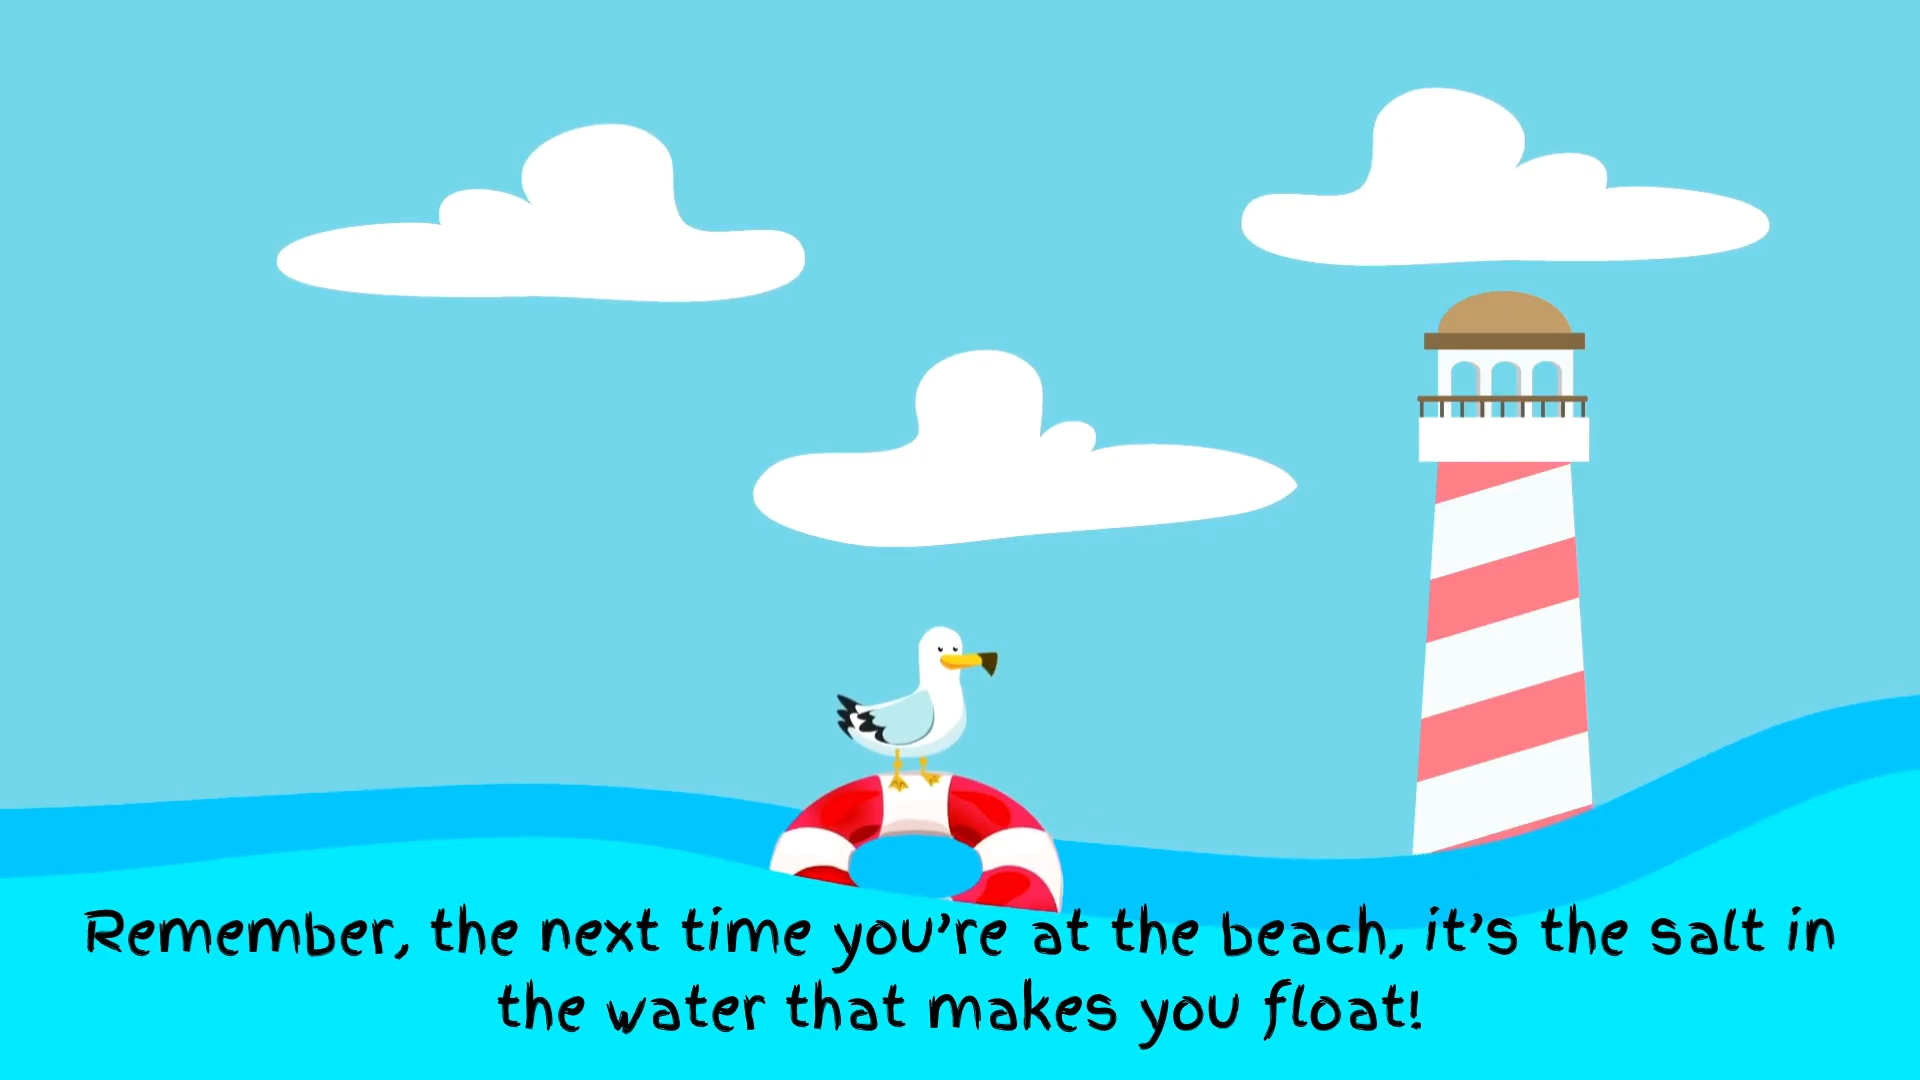 Remember, the next time you're at the beach, it's the salt in
the water that makes you float!